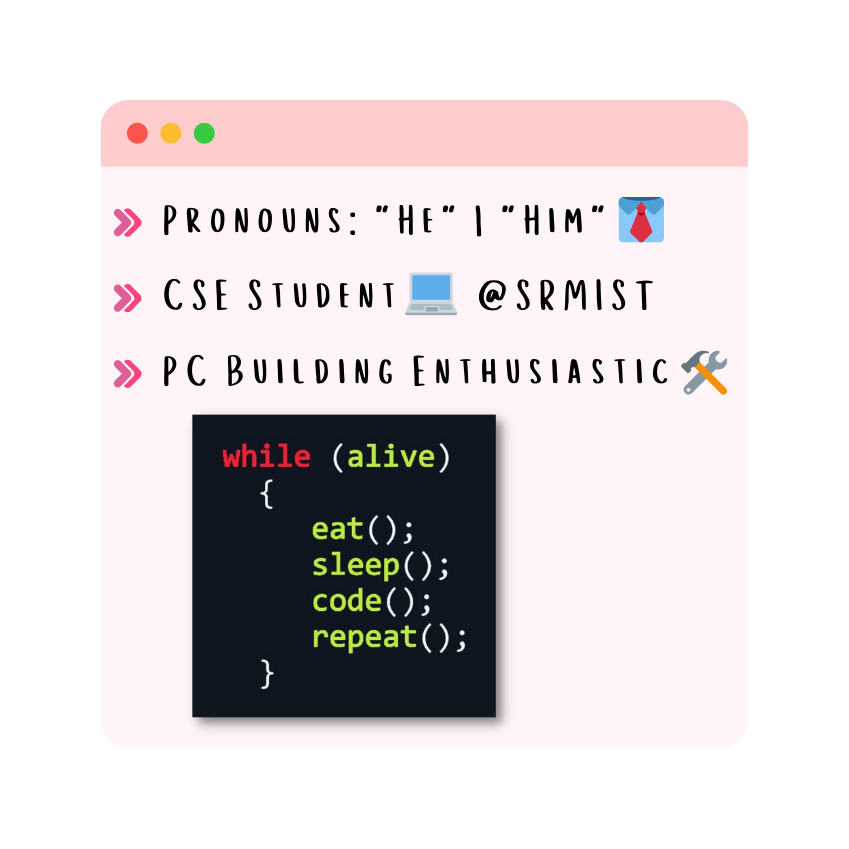 Pronouns: "He" | "Him"
CSE Student @SRMIST
PC Building Enthusiastic
while (alive)
{
eat();
sleep();
code();
repeat();
}